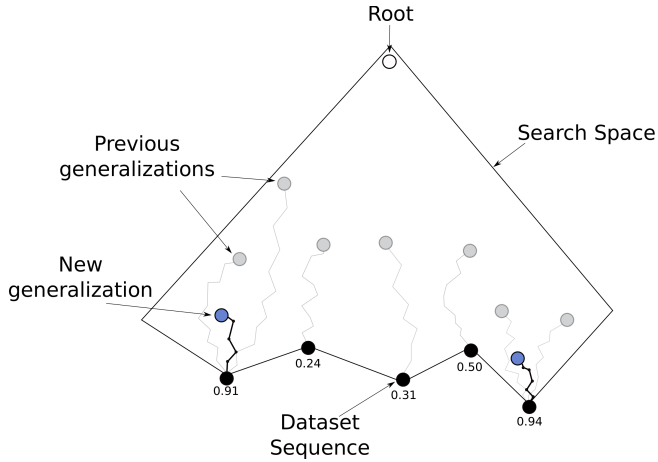 Root
Search Space
Previous
generalizations
New
generalization
0.24
0.50
0.91
0.31
0.94
Dataset
Sequence